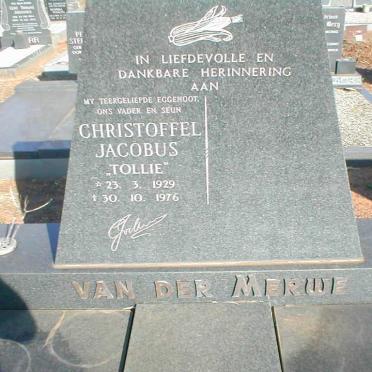 IN LIEFDEVOLLE EN
DANKBARE HERINNERING
AAN
MY TEERGELIEFDE EGGENOOT,
ONS VADER EN SEUN
CHRISTOFFEL
JACOBUS
„TOLLIE"
* 23. 3. 1929
† 30. 10. 1976
VAN DER MERWE